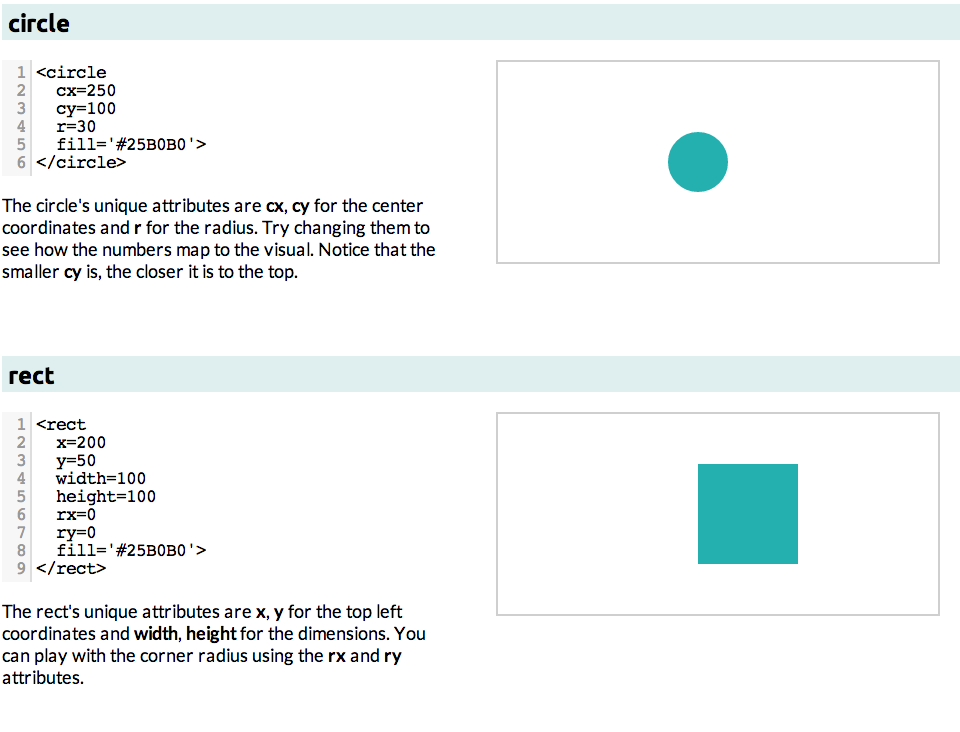 circle
1 <circle
2   cx=250
3   cy=100
4   r=30
5   fill='#25B0B0'>
6 </circle>
The circle's unique attributes are cx, cy for the center
coordinates and r for the radius. Try changing them to
see how the numbers map to the visual. Notice that the
smaller cy is, the closer it is to the top.
rect
1 <rect
2   x=200
3   y=50
4   width=100
5   height=100
6   rx=0
7   ry=0
8   fill='#25B0B0'>
9 </rect>
The rect's unique attributes are x, y for the top left
coordinates and width, height for the dimensions. You
can play with the corner radius using the rx and ry
attributes.